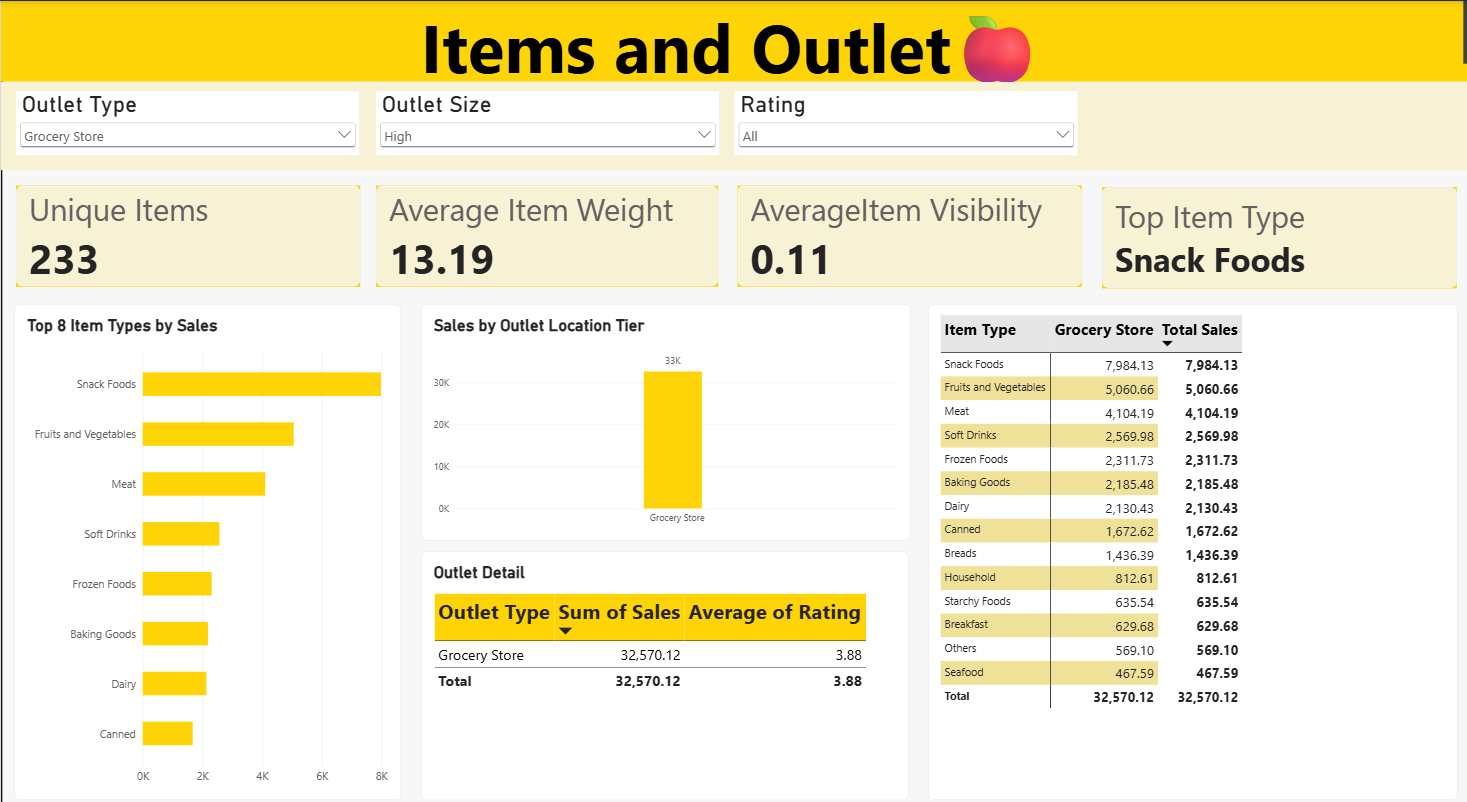 Items and Outlet
Outlet Type
Grocery Store
Outlet Size
High
Rating
All
Unique Items
233
Average Item Weight
13.19
AverageItem Visibility
0.11
Top Item Type
Snack Foods
Top 8 Item Types by Sales
Snack Foods
Fruits and Vegetables
Meat
Soft Drinks
Frozen Foods
Baking Goods
Dairy
Canned
0K 2K 4K 6K 8K
Sales by Outlet Location Tier
33K
30K
20K
10K
0K
Grocery Store
Outlet Detail
Outlet Type Sum of Sales Average of Rating
Grocery Store 32,570.12 3.88
Total 32,570.12 3.88
Item Type Grocery Store Total Sales
Snack Foods 7,984.13 7,984.13
Fruits and Vegetables 5,060.66 5,060.66
Meat 4,104.19 4,104.19
Soft Drinks 2,569.98 2,569.98
Frozen Foods 2,311.73 2,311.73
Baking Goods 2,185.48 2,185.48
Dairy 2,130.43 2,130.43
Canned 1,672.62 1,672.62
Breads 1,436.39 1,436.39
Household 812.61 812.61
Starchy Foods 635.54 635.54
Breakfast 629.68 629.68
Others 569.10 569.10
Seafood 467.59 467.59
Total 32,570.12 32,570.12